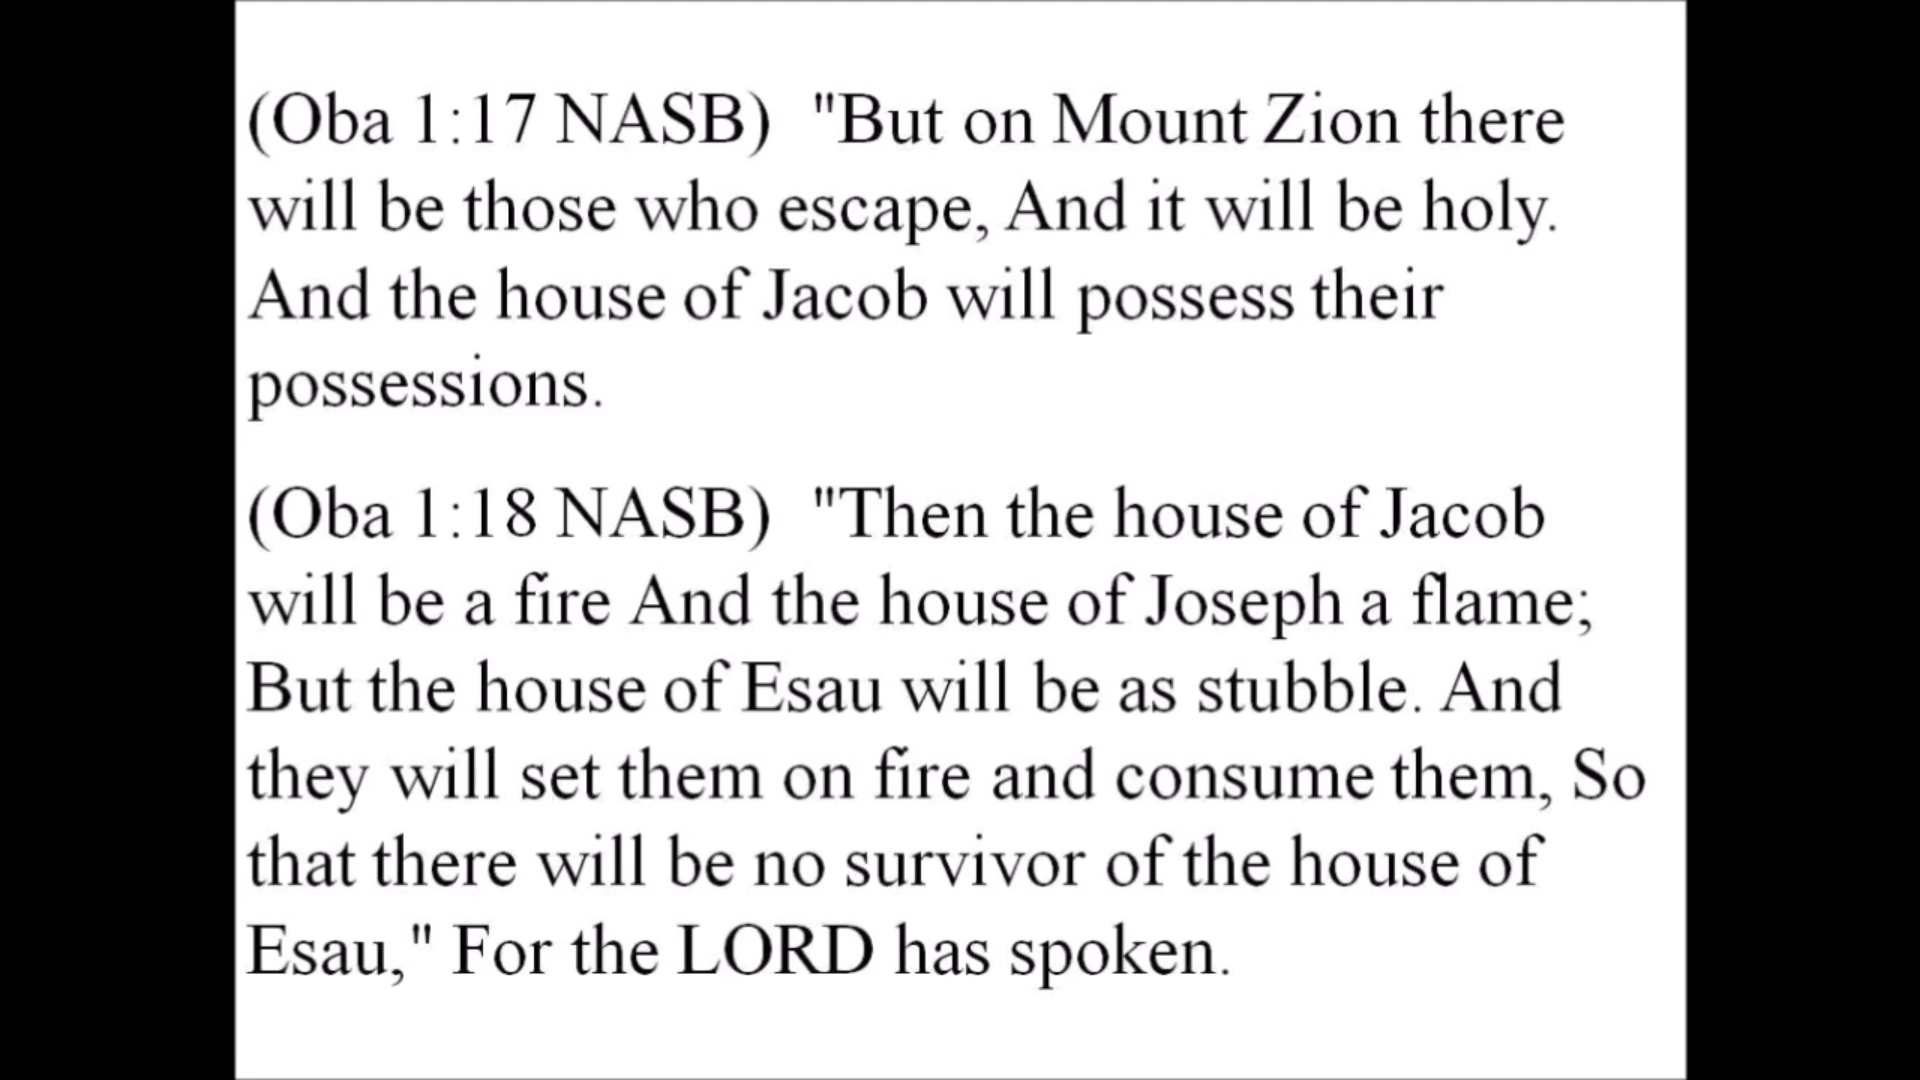 (Oba 1:17 NASB)  "But on Mount Zion there
will be those who escape, And it will be holy.
And the house of Jacob will possess their
possessions.
(Oba 1:18 NASB)  "Then the house of Jacob
will be a fire And the house of Joseph a flame;
But the house of Esau will be as stubble. And
they will set them on fire and consume them, So
that there will be no survivor of the house of
Esau," For the LORD has spoken.